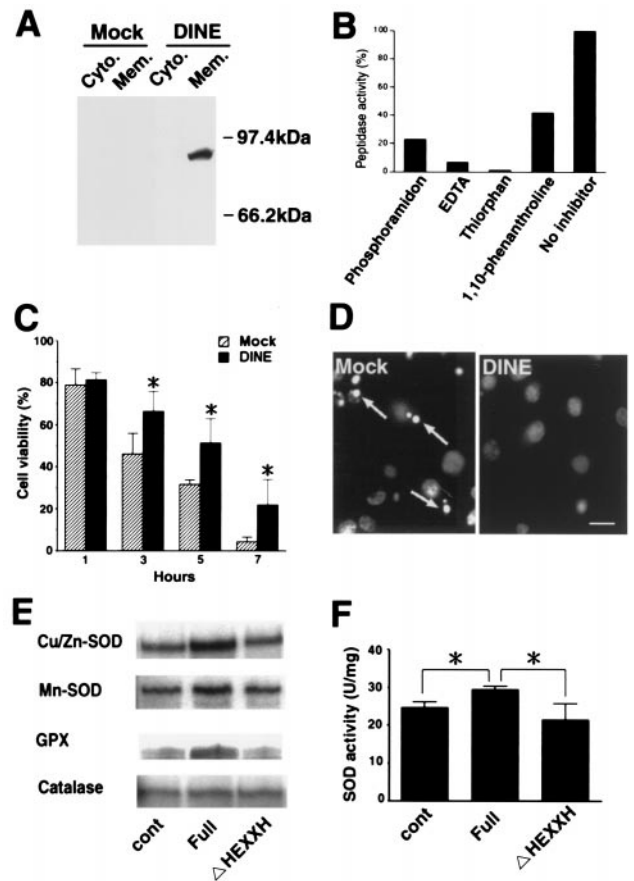 A
Mock DINE
Cyto. Mem. Cyto. Mem.
– 97.4kDa
– 66.2kDa
B
Peptidase activity (%)
100
80
60
40
20
0
Phosphoramidon
EDTA
Thiorphan
1,10-phenanthroline
No inhibitor
C
Cell viability (%)
100
80
60
40
20
0
Mock
DINE
* * *
1 3 5 7
Hours
D
Mock
DINE
E
Cu/Zn-SOD
Mn-SOD
GPX
Catalase
cont
Full
△HEXXH
F
SOD activity (U/mg)
40
30
20
10
0
* *
cont
Full
△HEXXH